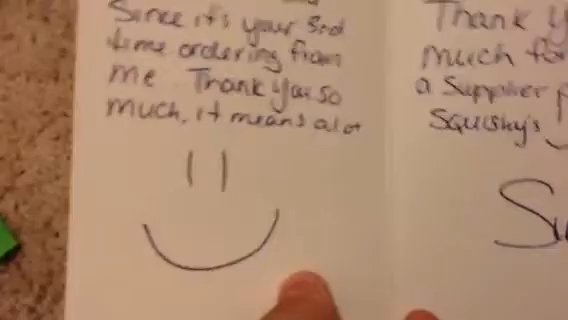 Since it's your 3rd
time ordering from
me Thank you so
much, it means alot
Thank
much for
a Supplier
Squishy's